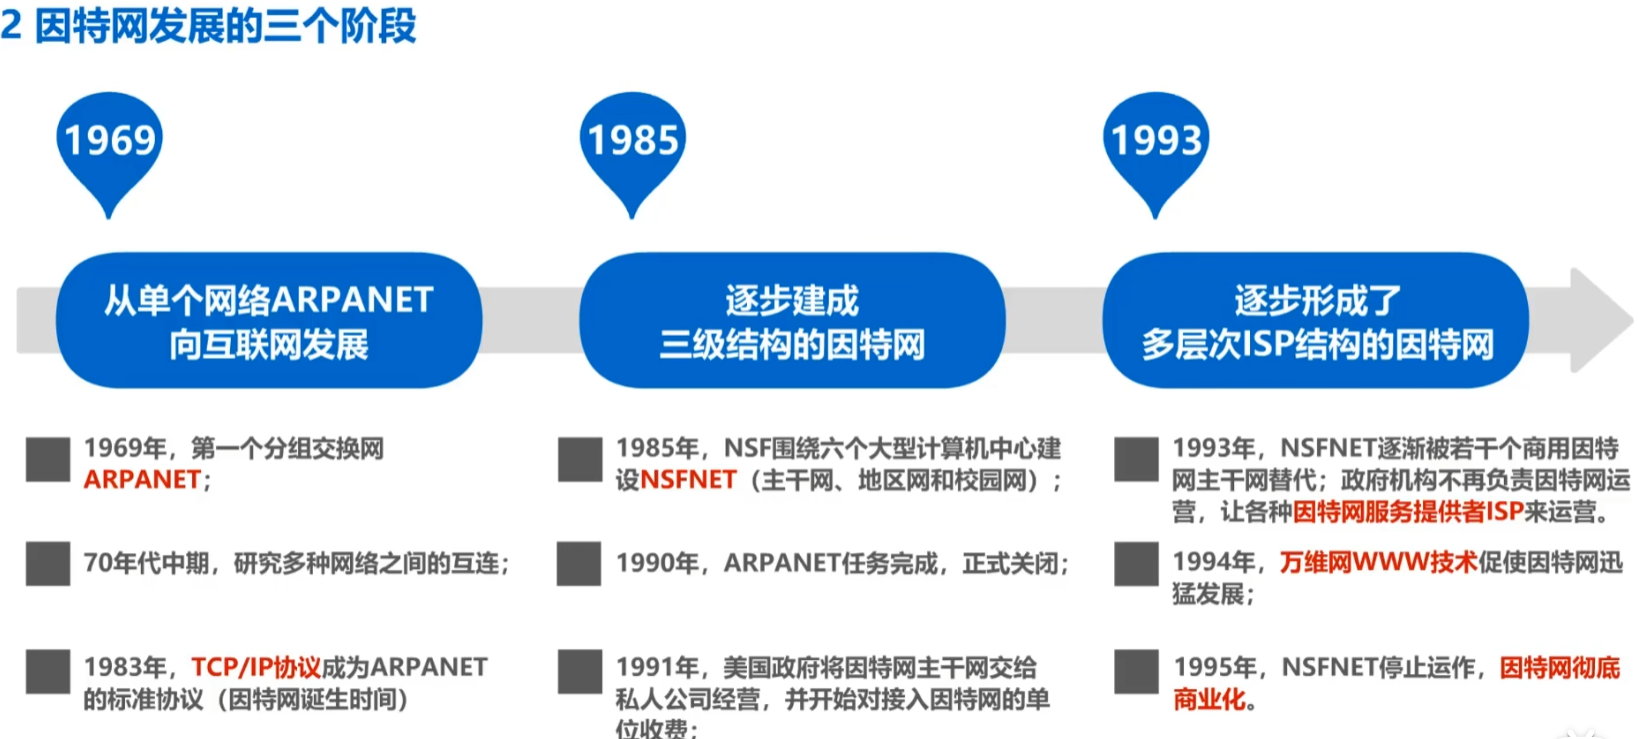 2 因特网发展的三个阶段
1969
从单个网络ARPANET
向互联网发展
1969年，第一个分组交换网
ARPANET；
70年代中期，研究多种网络之间的互连；
1983年，TCP/IP协议成为ARPANET
的标准协议（因特网诞生时间）
1985
逐步建成
三级结构的因特网
1985年，NSF围绕六个大型计算机中心建
设NSFNET（主干网、地区网和校园网）；
1990年，ARPANET任务完成，正式关闭；
1991年，美国政府将因特网主干网交给
私人公司经营，并开始对接入因特网的单
位收费；
1993
逐步形成了
多层次ISP结构的因特网
1993年，NSFNET逐渐被若干个商用因特
网主干网替代；政府机构不再负责因特网运
营，让各种因特网服务提供者ISP来运营。
1994年，万维网WWW技术促使因特网迅
猛发展；
1995年，NSFNET停止运作，因特网彻底
商业化。